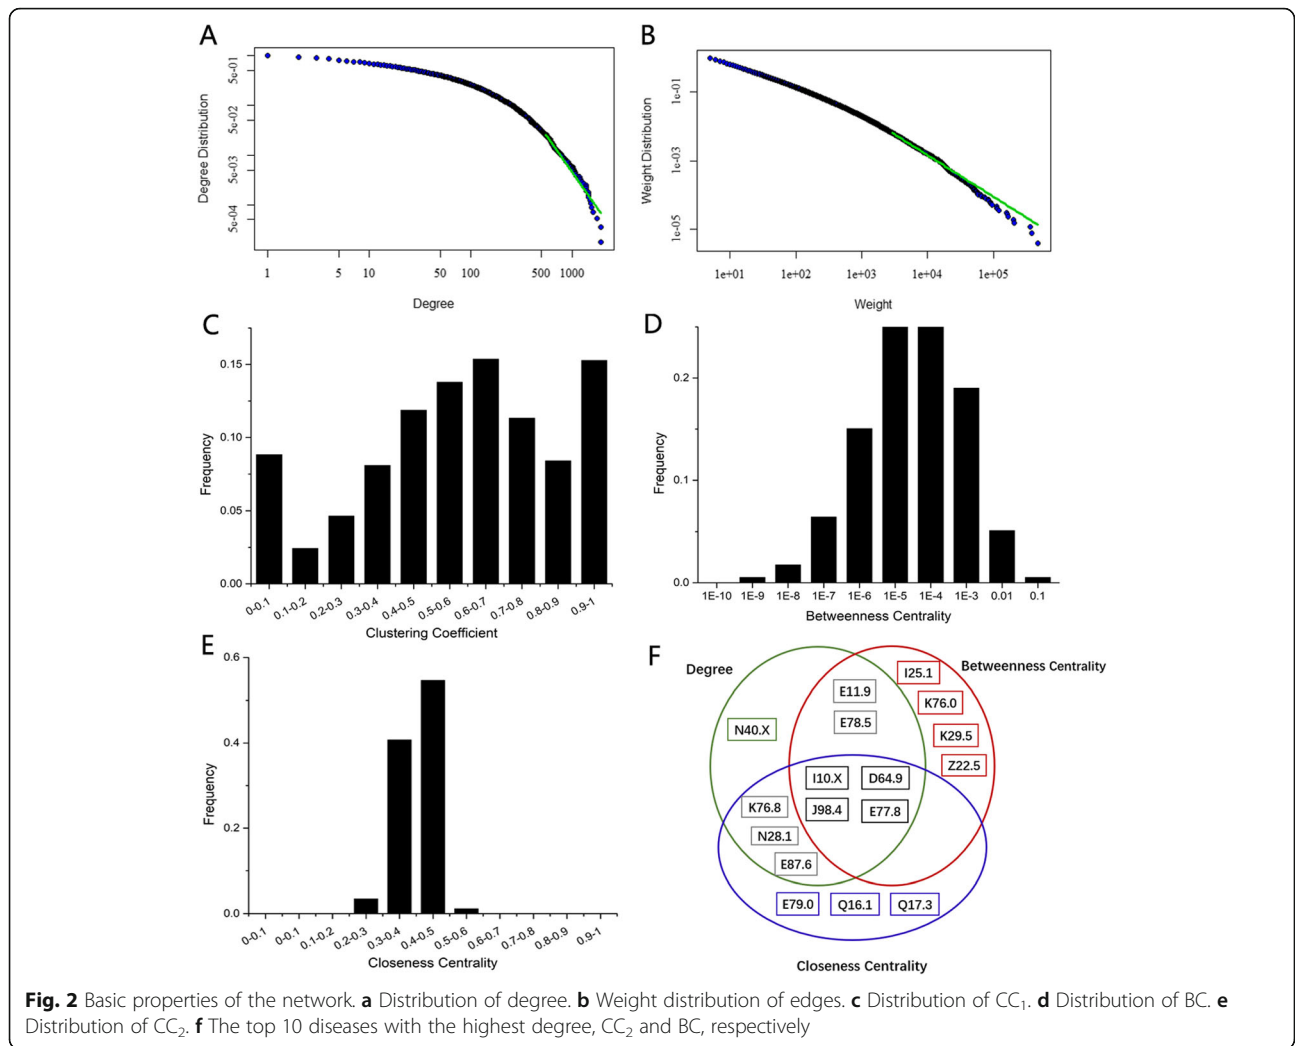 A
Degree Distribution
5e-01
5e-02
5e-03
5e-04
1 5 10 50 100 500 1000
Degree
B
Weight Distribution
1e-01
1e-03
1e-05
1e+01 1e+02 1e+03 1e+04 1e+05
Weight
C
Frequency
0.15
0.10
0.05
0.00
0-0.1 0.1-0.2 0.2-0.3 0.3-0.4 0.4-0.5 0.5-0.6 0.6-0.7 0.7-0.8 0.8-0.9 0.9-1
Clustering Coefficient
D
Frequency
0.2
0.1
0.0
1E-10 1E-9 1E-8 1E-7 1E-6 1E-5 1E-4 1E-3 0.01 0.1
Betweenness Centrality
E
Frequency
0.6
0.4
0.2
0.0
0-0.1 0-0.1 0.1-0.2 0.2-0.3 0.3-0.4 0.4-0.5 0.5-0.6 0.6-0.7 0.7-0.8 0.8-0.9 0.9-1
Closeness Centrality
F
Degree
Betweenness Centrality
I25.1
E11.9
K76.0
E78.5
N40.X
K29.5
Z22.5
I10.X D64.9
K76.8 J98.4 E77.8
N28.1
E87.6
E79.0 Q16.1 Q17.3
Closeness Centrality
Fig. 2 Basic properties of the network. a Distribution of degree. b Weight distribution of edges. c Distribution of CC1. d Distribution of BC. e
Distribution of CC2. f The top 10 diseases with the highest degree, CC2 and BC, respectively